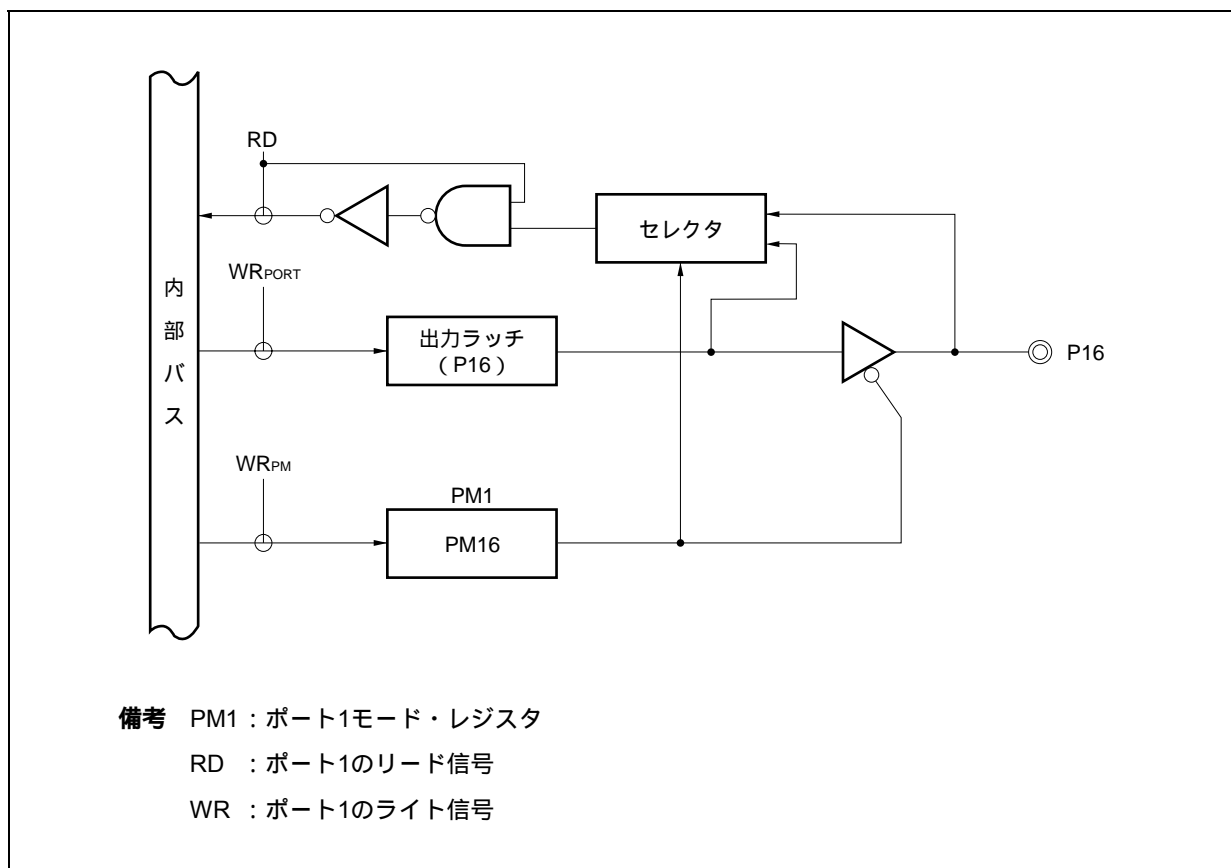 RD
セレクタ
WRPORT
内部バス
出力ラッチ
（P16）
P16
WRPM
PM1
PM16
備考 PM1：ポート1モード・レジスタ
RD ：ポート1のリード信号
WR ：ポート1のライト信号